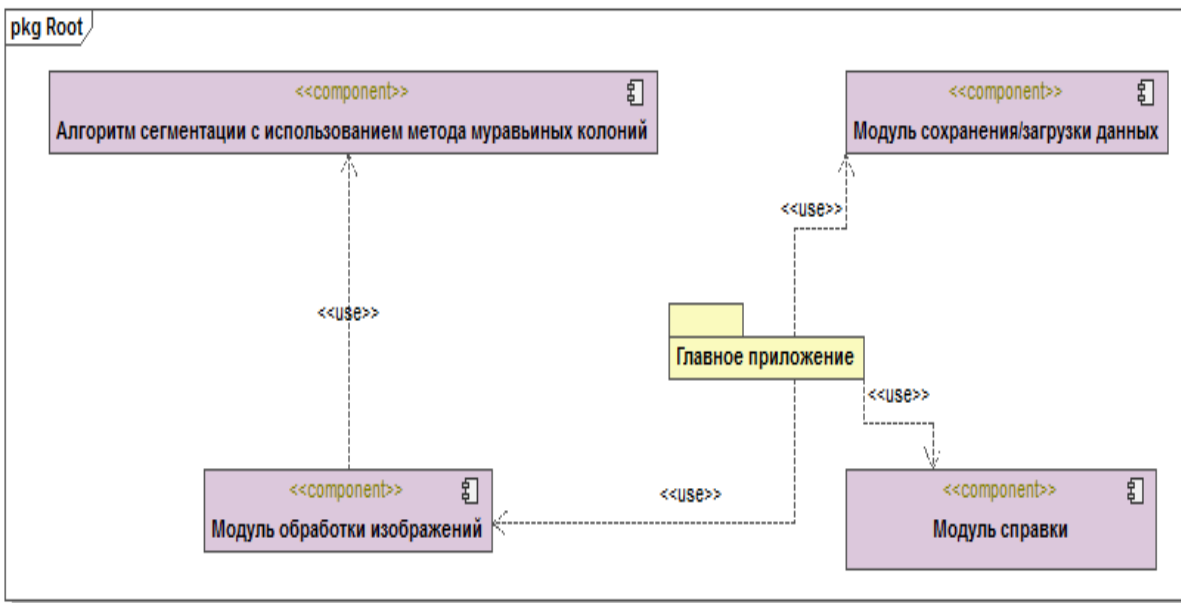 pkg Root
<<component>>
Алгоритм сегментации с использованием метода муравьиных колоний
<<component>>
Модуль сохранения/загрузки данных
<<use>>
<<use>>
Главное приложение
<<use>>
<<use>>
<<component>>
Модуль обработки изображений
<<component>>
Модуль справки